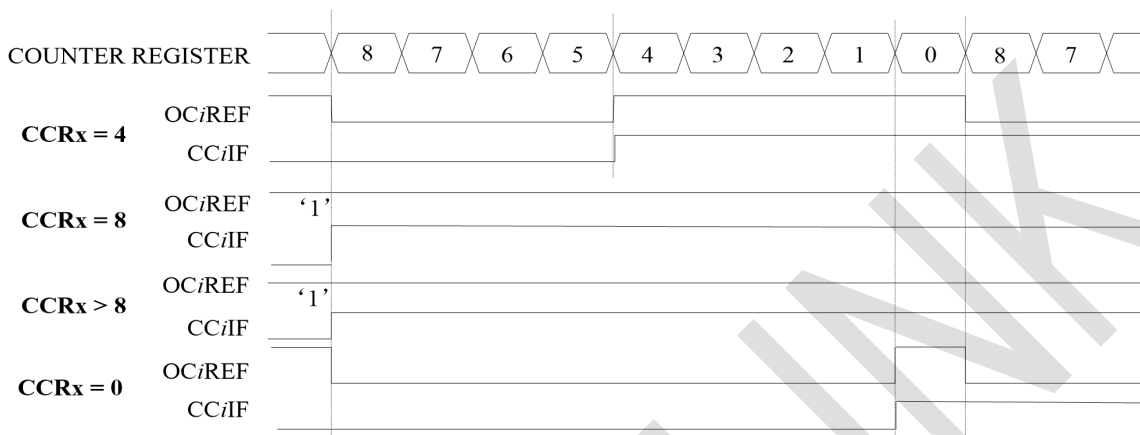 COUNTER REGISTER 8 7 6 5 4 3 2 1 0 8 7
OCiREF
CCRx = 4
CCiIF
OCiREF ‘1’
CCRx = 8
CCiIF
OCiREF ‘1’
CCRx > 8
CCiIF
OCiREF
CCRx = 0
CCiIF
INK